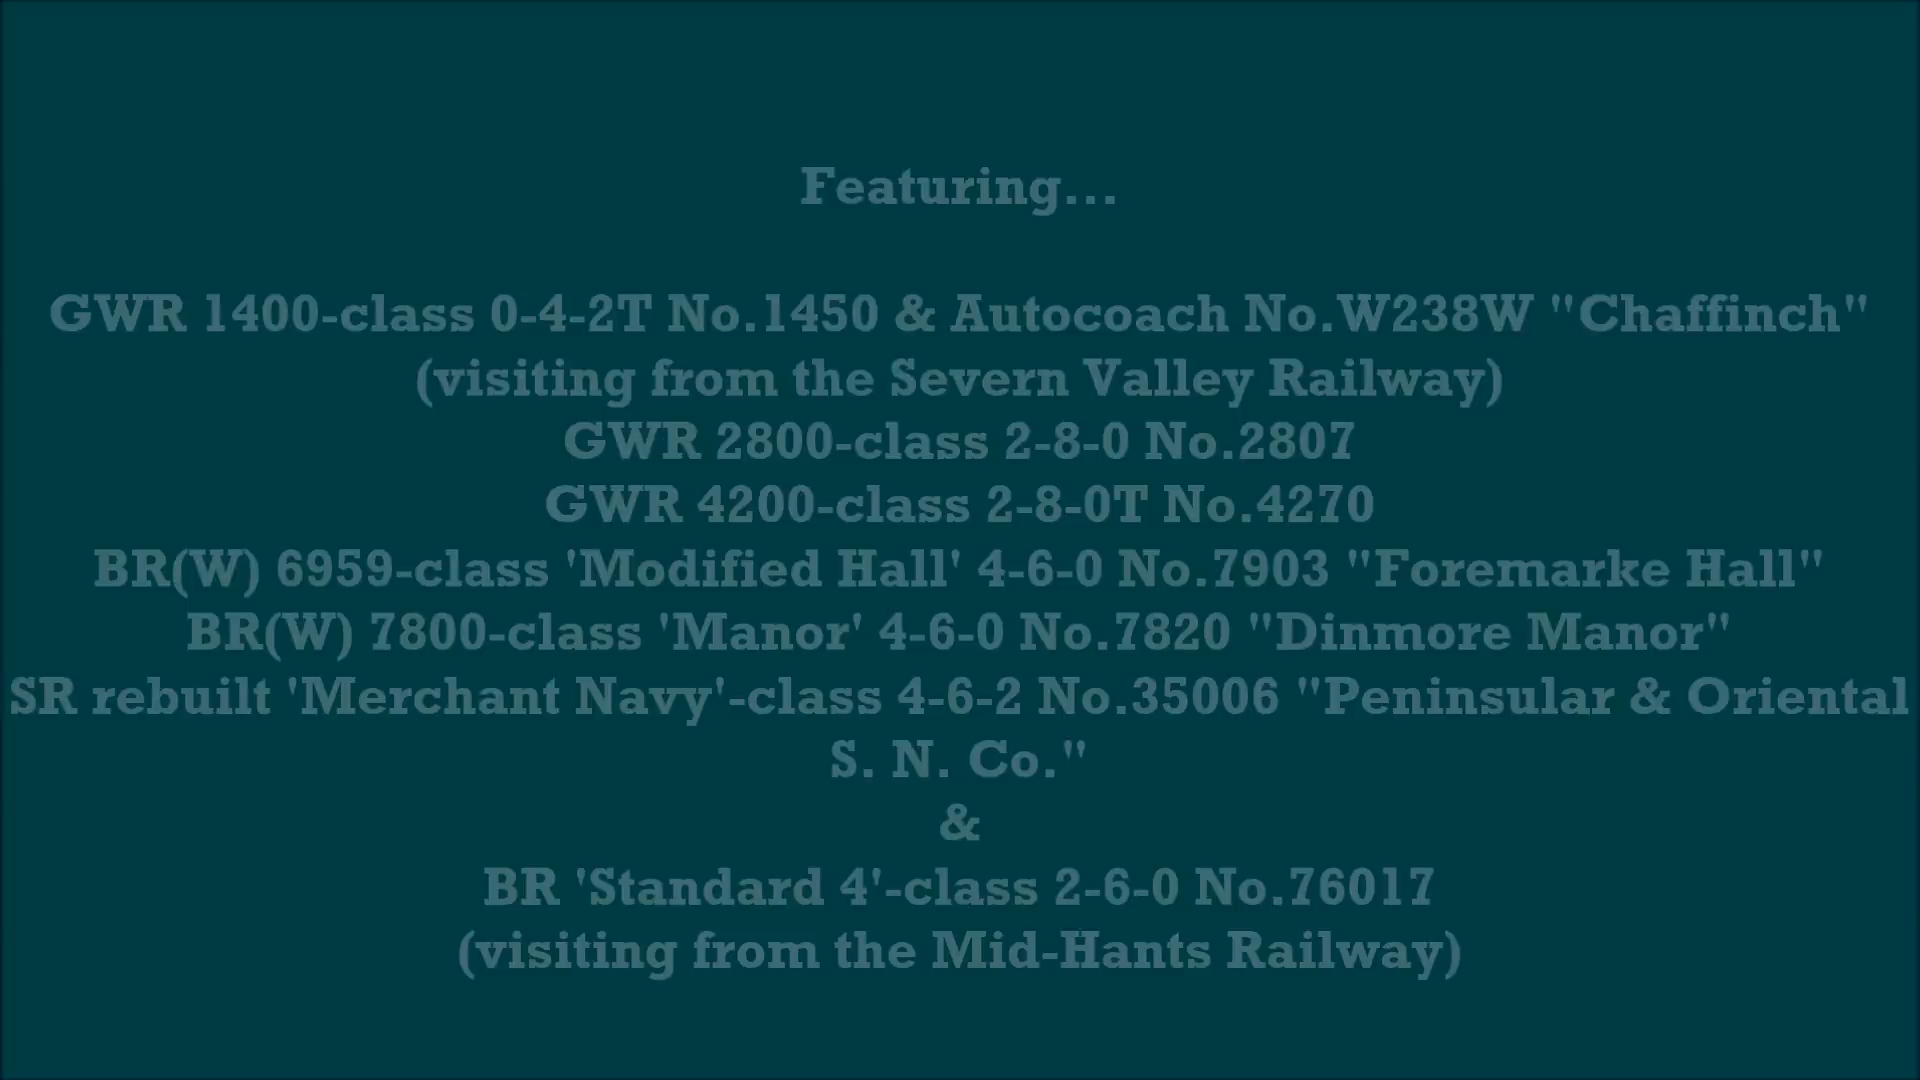 Featuring...
GWR 1400-class 0-4-2T No.1450 & Autocoach No.W238W "Chaffinch"
(visiting from the Severn Valley Railway)
GWR 2800-class 2-8-0 No.2807
GWR 4200-class 2-8-0T No.4270
BR(W) 6959-class 'Modified Hall' 4-6-0 No.7903 "Foremarke Hall"
BR(W) 7800-class 'Manor' 4-6-0 No.7820 "Dinmore Manor"
SR rebuilt 'Merchant Navy'-class 4-6-2 No.35006 "Peninsular & Oriental
S. N. Co."
&
BR 'Standard 4'-class 2-6-0 No.76017
(visiting from the Mid-Hants Railway)